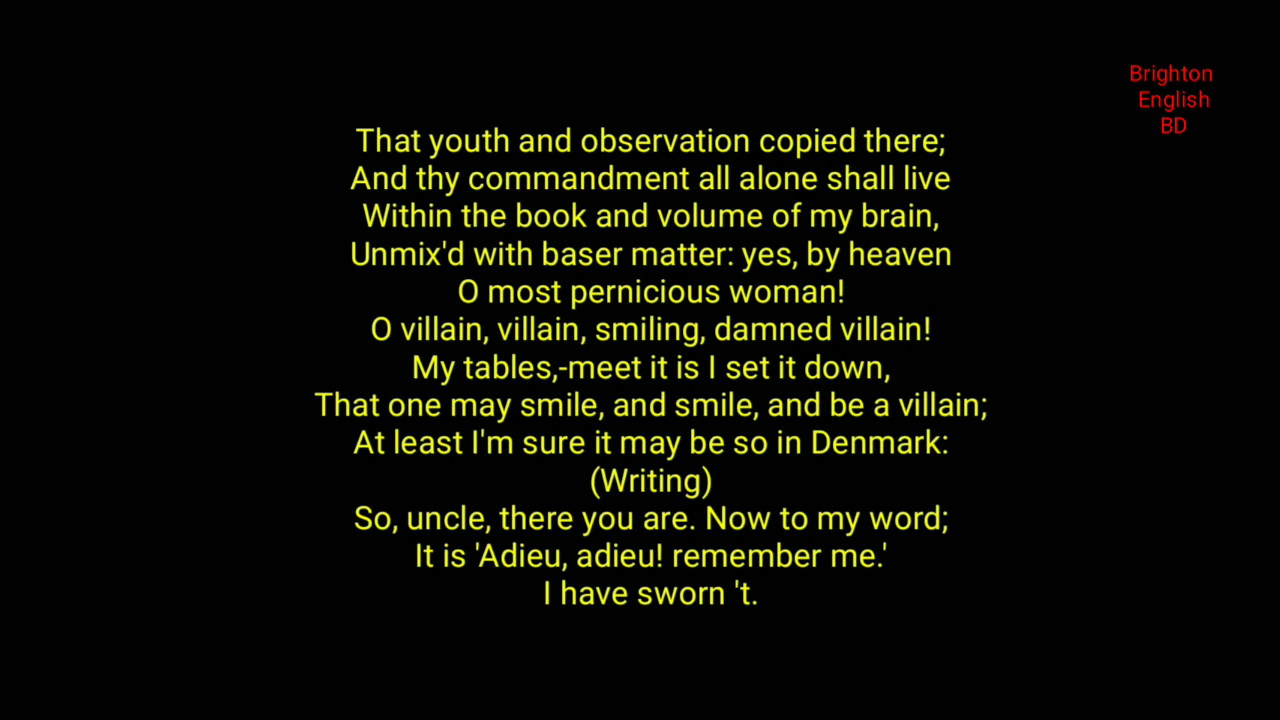 Brighton
English
BD
That youth and observation copied there;
And thy commandment all alone shall live
Within the book and volume of my brain,
Unmix'd with baser matter: yes, by heaven
O most pernicious woman!
O villain, villain, smiling, damned villain!
My tables,-meet it is I set it down,
That one may smile, and smile, and be a villain;
At least I'm sure it may be so in Denmark:
(Writing)
So, uncle, there you are. Now to my word;
It is 'Adieu, adieu! remember me.'
I have sworn 't.